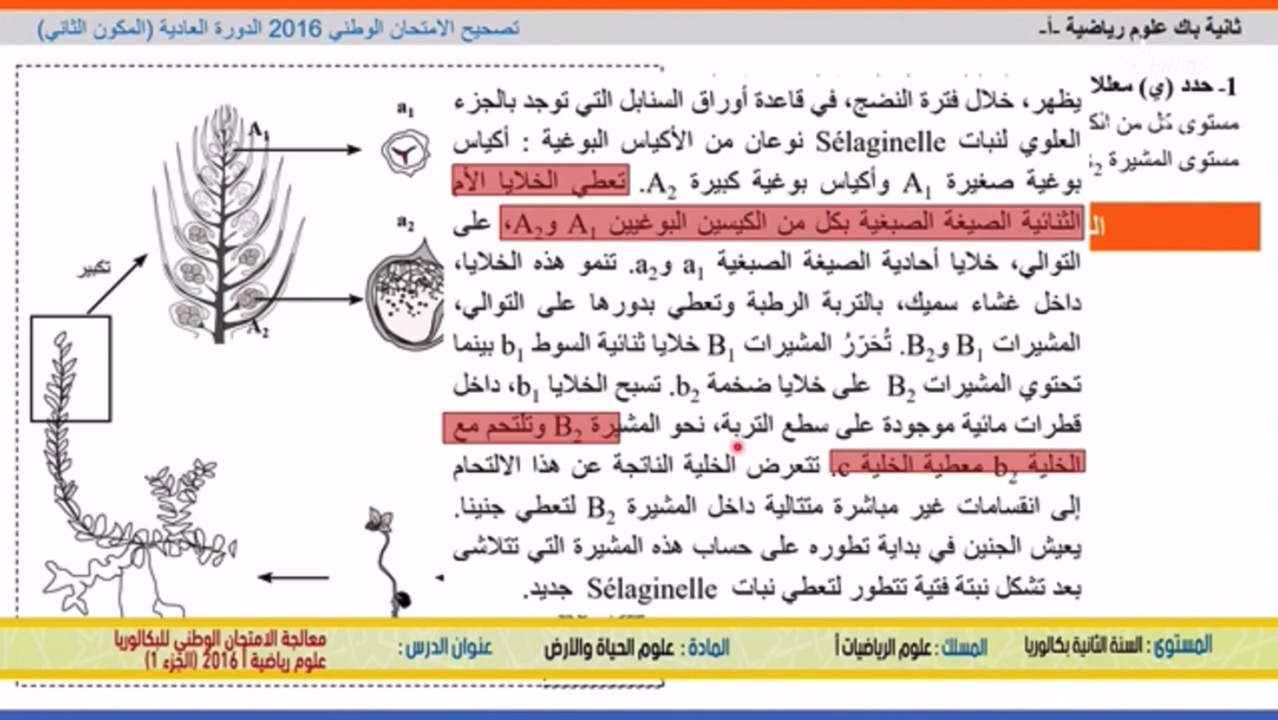 ثانية باك علوم رياضية -أ-
تصحيح الامتحان الوطني 2016 الدورة العادية (المكون الثاني)
1- حدد (ي) معللا
مستوى كل من الك
مستوى المشيرة 2
يظهر، خلال فترة النضج، في قاعدة أوراق السنابل التي توجد بالجزء
العلوي لنبات Sélaginelle نوعان من الأكياس البوغية : أكياس
بوغية صغيرة A1 وأكياس بوغية كبيرة A2. تعطي الخلايا الأم
الثنائية الصيغة الصبغية بكل من الكيسين البوغيين A1 وA2، على
التوالي، خلايا أحادية الصيغة الصبغية a1 وa2. تنمو هذه الخلايا،
داخل غشاء سميك، بالتربة الرطبة وتعطي بدورها على التوالي،
المشيرات B1 وB2. تُحَرّرُ المشيرات B1 خلايا ثنائية السوط b1 بينما
تحتوي المشيرات B2 على خلايا ضخمة b2. تسبح الخلايا b1، داخل
قطرات مائية موجودة على سطع التربة، نحو المشيرة B2 وتلتحم مع
الخلية b2 معطية الخلية c. تتعرض الخلية الناتجة عن هذا الالتحام
إلى انقسامات غير مباشرة متتالية داخل المشيرة B2 لتعطي جنينا.
يعيش الجنين في بداية تطوره على حساب هذه المشيرة التي تتلاشى
بعد تشكل نبتة فتية تتطور لتعطي نبات Sélaginelle جديد.
a1
A1
a2
A2
تكبير
المستوى : السنة الثانية بكالوريا
المسلك : علوم الرياضيات أ
المادة : علوم الحياة والأرض
عنوان الدرس :
معالجة الامتحان الوطني للبكالوريا
علوم رياضية أ 2016 (الجزء 1)